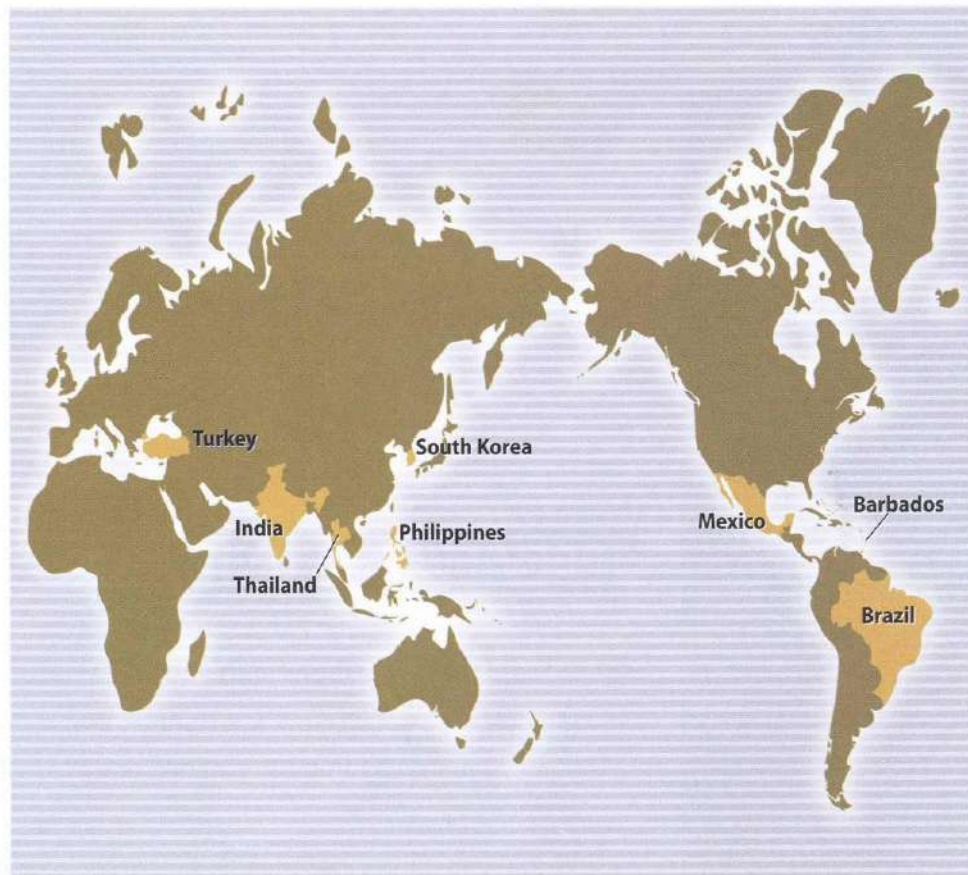 Turkey
South Korea
India
Philippines
Thailand
Mexico
Barbados
Brazil